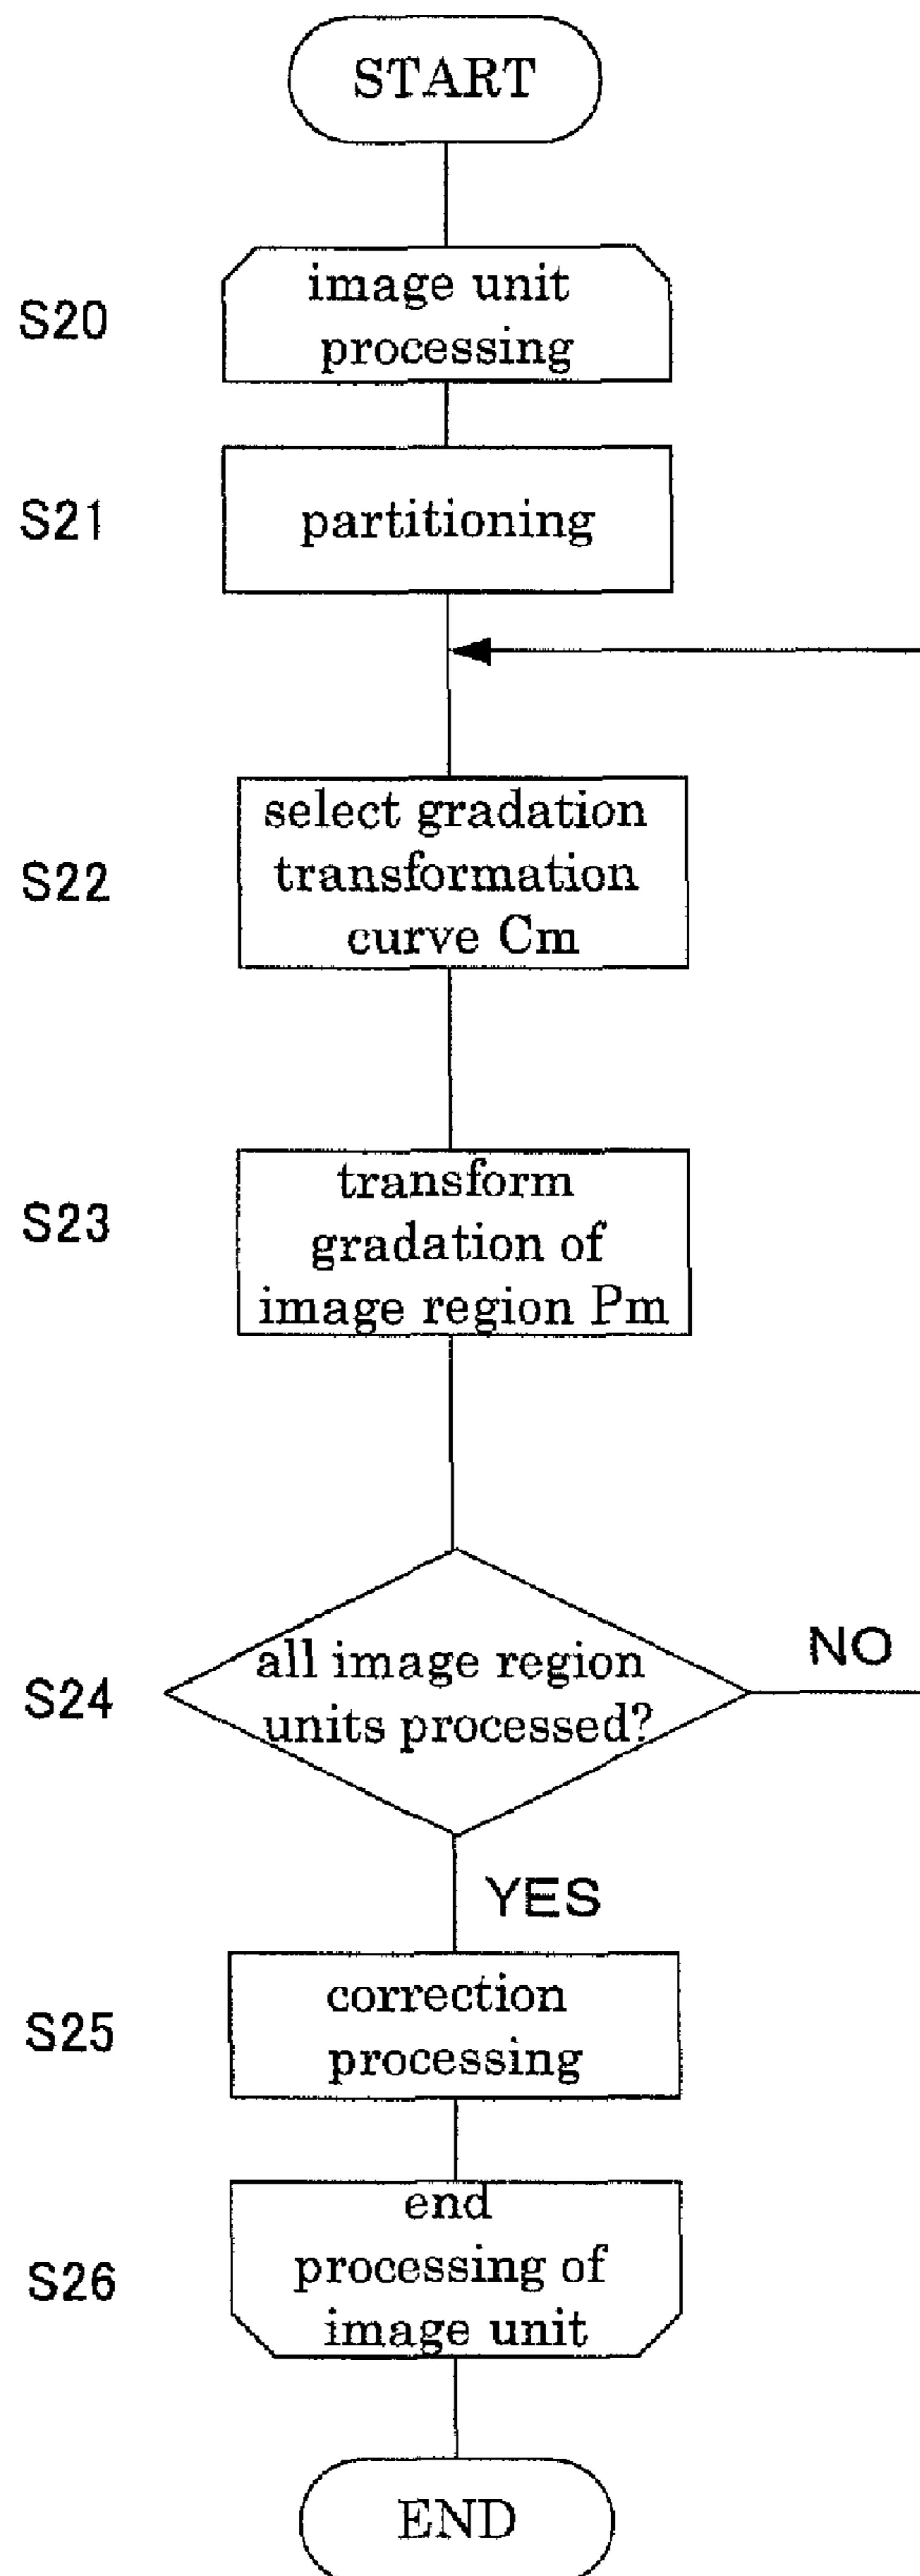 START
S20
image unit
processing
S21
partitioning
S22
select gradation
transformation
curve Cm
S23
transform
gradation of
image region Pm
S24
all image region
units processed?
NO
YES
S25
correction
processing
S26
end
processing of
image unit
END